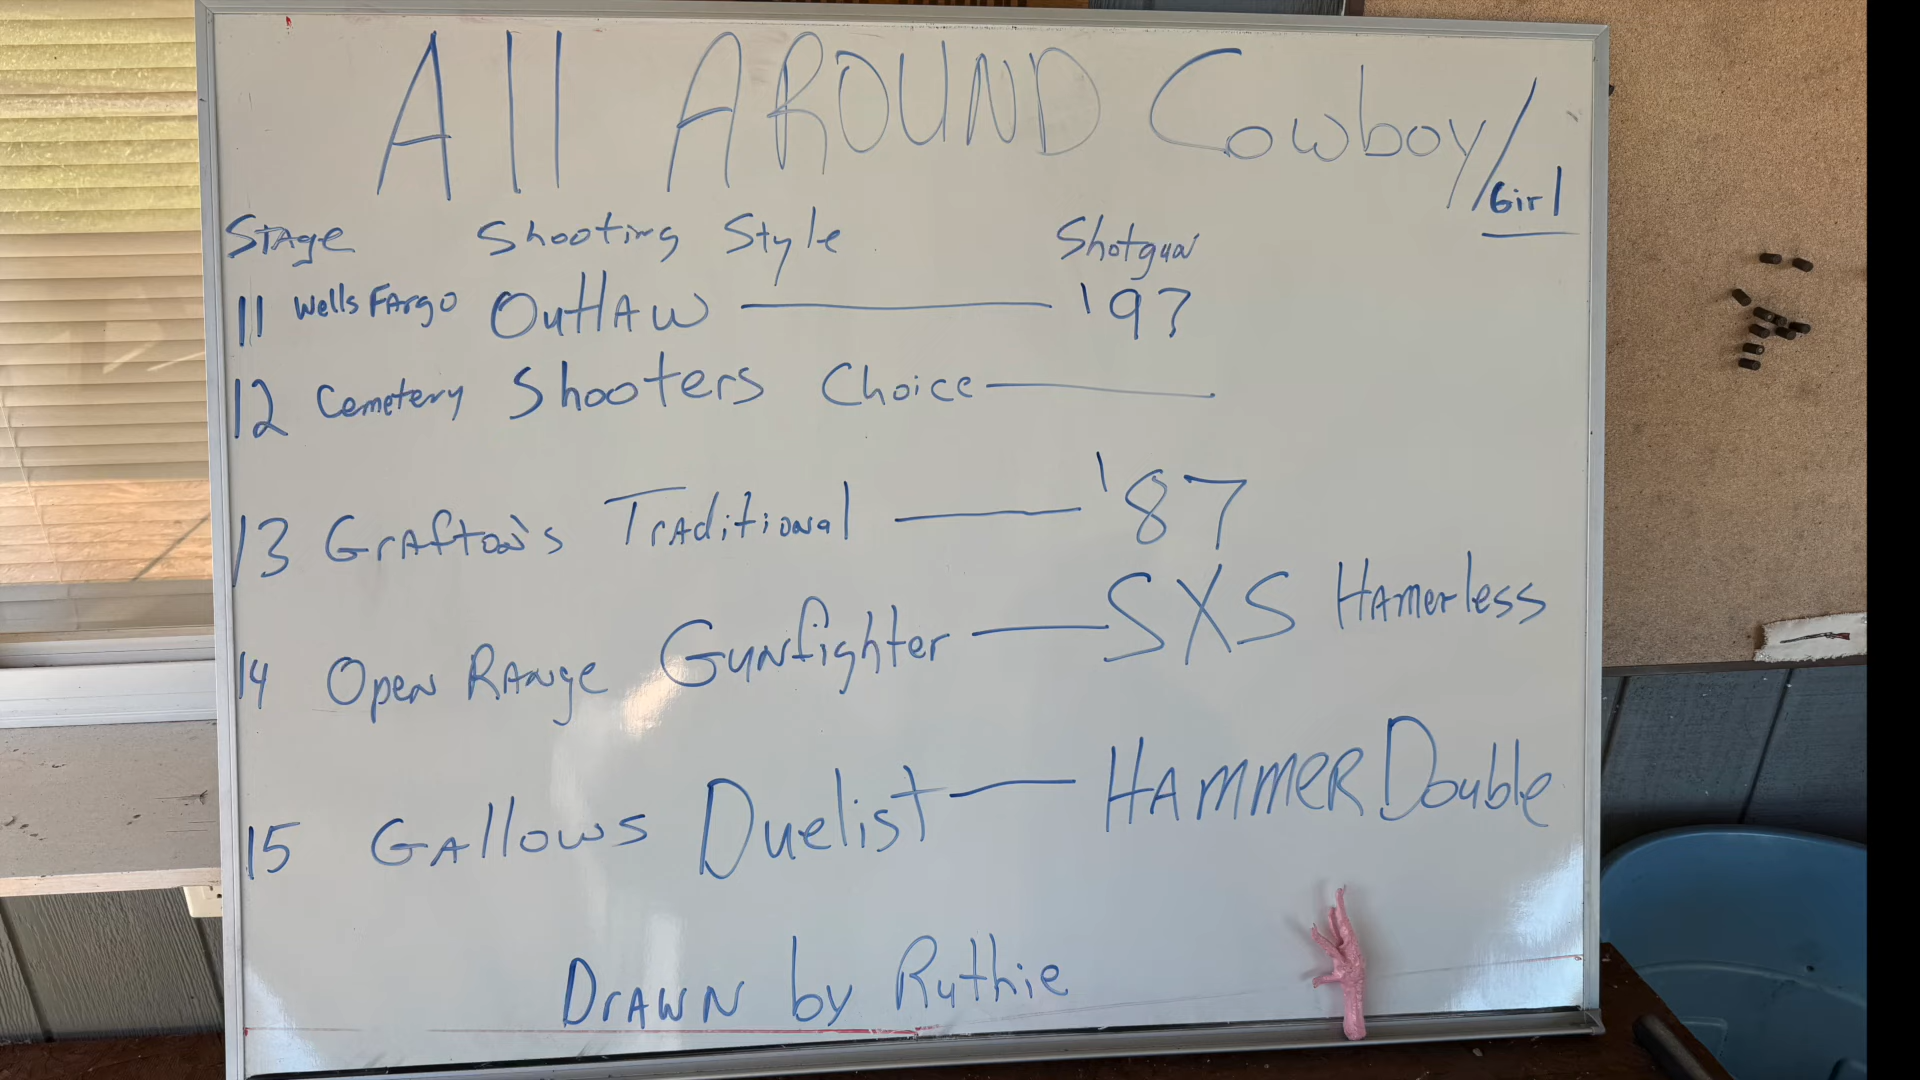 All AROUND Cowboy/Girl
Stage Shooting Style Shotgun
11 Wells Fargo Outlaw — '97
12 Cemetery Shooters Choice —
13 Grafton's Traditional — '87
14 Open Range Gunfighter — SXS Hamerless
15 Gallows Duelist — HAMMER Double
Drawn by Ruthie